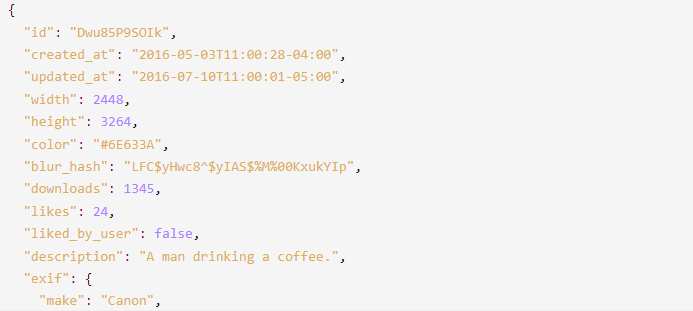 {
"id": "Dwu85P9SOIk",
"created_at": "2016-05-03T11:00:28-04:00",
"updated_at": "2016-07-10T11:00:01-05:00",
"width": 2448,
"height": 3264,
"color": "#6E633A",
"blur_hash": "LFC$yHwc8^$yIAS$%M%00KxukYIp",
"downloads": 1345,
"likes": 24,
"liked_by_user": false,
"description": "A man drinking a coffee.",
"exif": {
"make": "Canon",